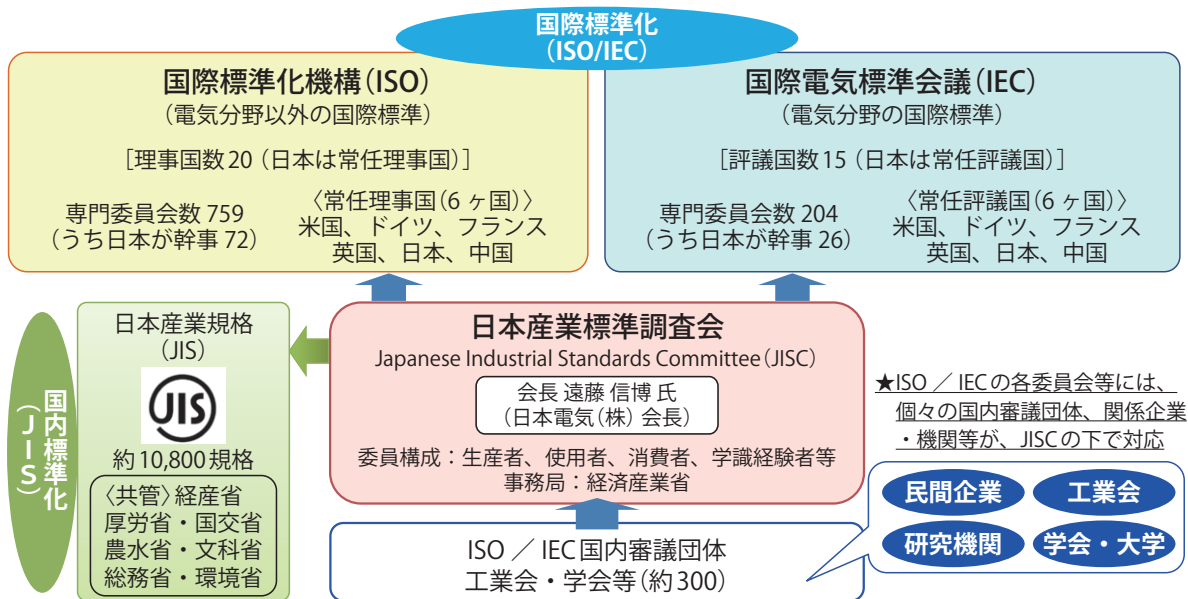 国際標準化
(ISO/IEC)
国際標準化機構(ISO)
(電気分野以外の国際標準)
[理事国数20(日本は常任理事国)]
専門委員会数 759
(うち日本が幹事 72)
〈常任理事国(6 ヶ国)〉
米国、ドイツ、フランス
英国、日本、中国
国際電気標準会議(IEC)
(電気分野の国際標準)
[評議国数15(日本は常任評議国)]
専門委員会数 204
(うち日本が幹事 26)
〈常任評議国(6 ヶ国)〉
米国、ドイツ、フランス
英国、日本、中国
国内標準化
(JIS)
日本産業規格
(JIS)
JIS
約10,800規格
〈共管〉経産省
厚労省・国交省
農水省・文科省
総務省・環境省
日本産業標準調査会
Japanese Industrial Standards Committee(JISC)
会長 遠藤 信博 氏
(日本電気(株) 会長)
委員構成:生産者、使用者、消費者、学識経験者等
事務局:経済産業省
★ISO / IECの各委員会等には、
個々の国内審議団体、関係企業
・機関等が、JISCの下で対応
ISO / IEC国内審議団体
工業会・学会等(約300)
民間企業
工業会
研究機関
学会・大学